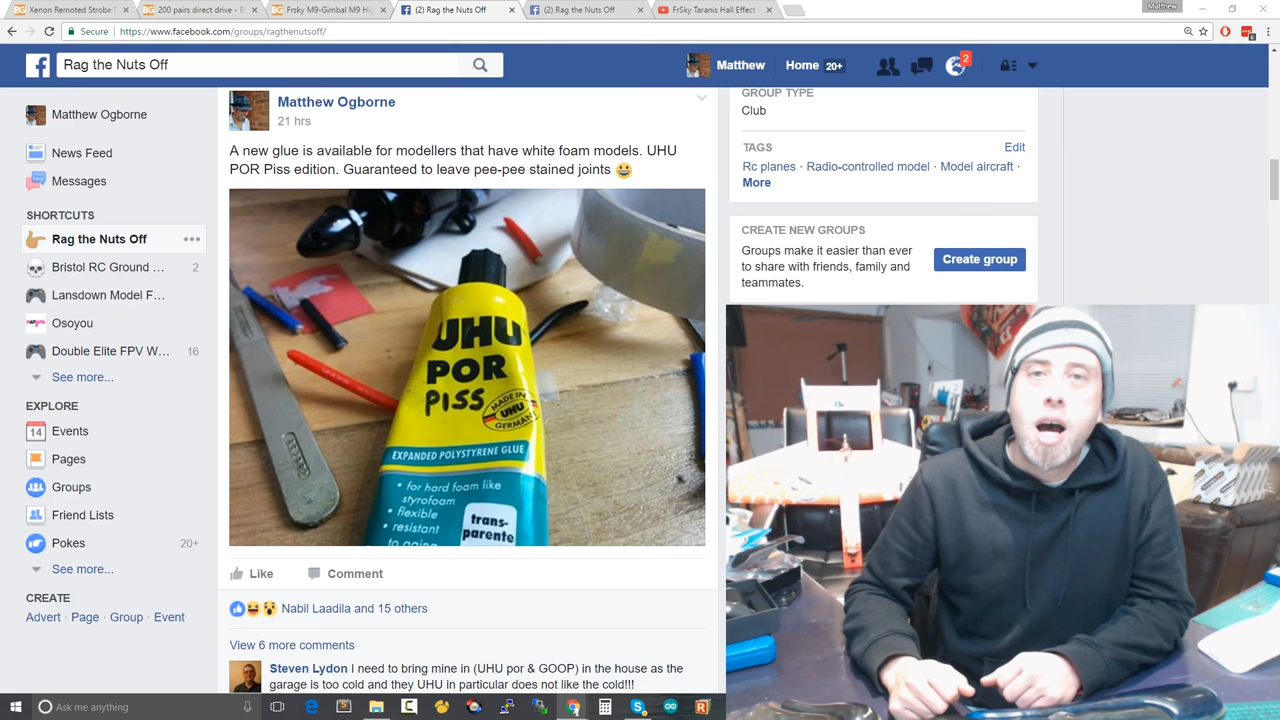 Xenon Remoted Strobe
200 pairs direct drive -
Frsky M9-Gimbal M9 Hig
(2) Rag the Nuts Off
(2) Rag the Nuts Off
FrSky Taranis Hall Effect
Matthew
Secure
https://www.facebook.com/groups/ragthenutsoff/
Rag the Nuts Off
Matthew
Home 20+
2
Matthew Ogborne
News Feed
Messages
SHORTCUTS
Rag the Nuts Off
Bristol RC Ground ... 2
Lansdown Model F...
Osoyou
Double Elite FPV W... 16
See more...
EXPLORE
14 Events
Pages
Groups
Friend Lists
Pokes 20+
See more...
CREATE
Advert · Page · Group · Event
Matthew Ogborne
21 hrs
A new glue is available for modellers that have white foam models. UHU
POR Piss edition. Guaranteed to leave pee-pee stained joints
UHU
POR
PISS
MADE IN
UHU
GERMANY
EXPANDED POLYSTYRENE GLUE
• for hard foam like
styrofoam
• flexible
• resistant
to aging
trans-
parente
Like Comment
Nabil Laadila and 15 others
View 6 more comments
Steven Lydon I need to bring mine in (UHU por & GOOP) in the house as the
garage is too cold and they UHU in particular does not like the cold!!!
GROUP TYPE
Club
TAGS Edit
Rc planes · Radio-controlled model · Model aircraft ·
More
CREATE NEW GROUPS
Groups make it easier than ever
to share with friends, family and
teammates.
Create group
Ask me anything